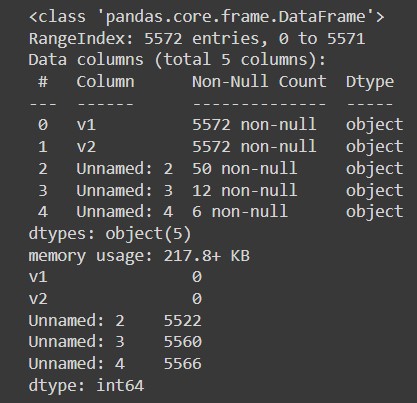 <class 'pandas.core.frame.DataFrame'>
RangeIndex: 5572 entries, 0 to 5571
Data columns (total 5 columns):
 #   Column      Non-Null Count  Dtype
---  ------      --------------  -----
 0   v1          5572 non-null   object
 1   v2          5572 non-null   object
 2   Unnamed: 2  50 non-null     object
 3   Unnamed: 3  12 non-null     object
 4   Unnamed: 4  6 non-null      object
dtypes: object(5)
memory usage: 217.8+ KB
v1               0
v2               0
Unnamed: 2    5522
Unnamed: 3    5560
Unnamed: 4    5566
dtype: int64